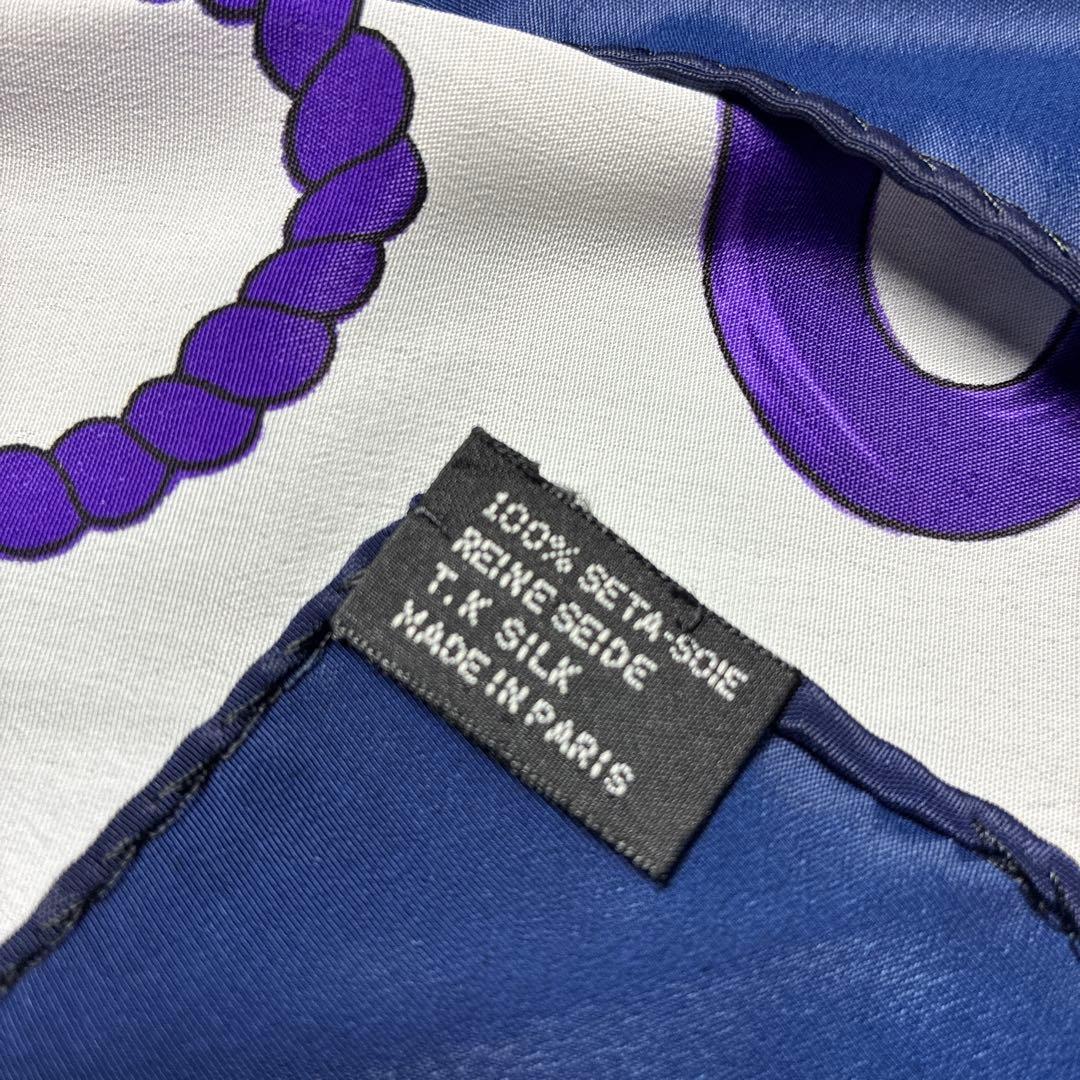 100% SETA-SOIE
REINE SEIDE
T.K SILK
MADE IN PARIS